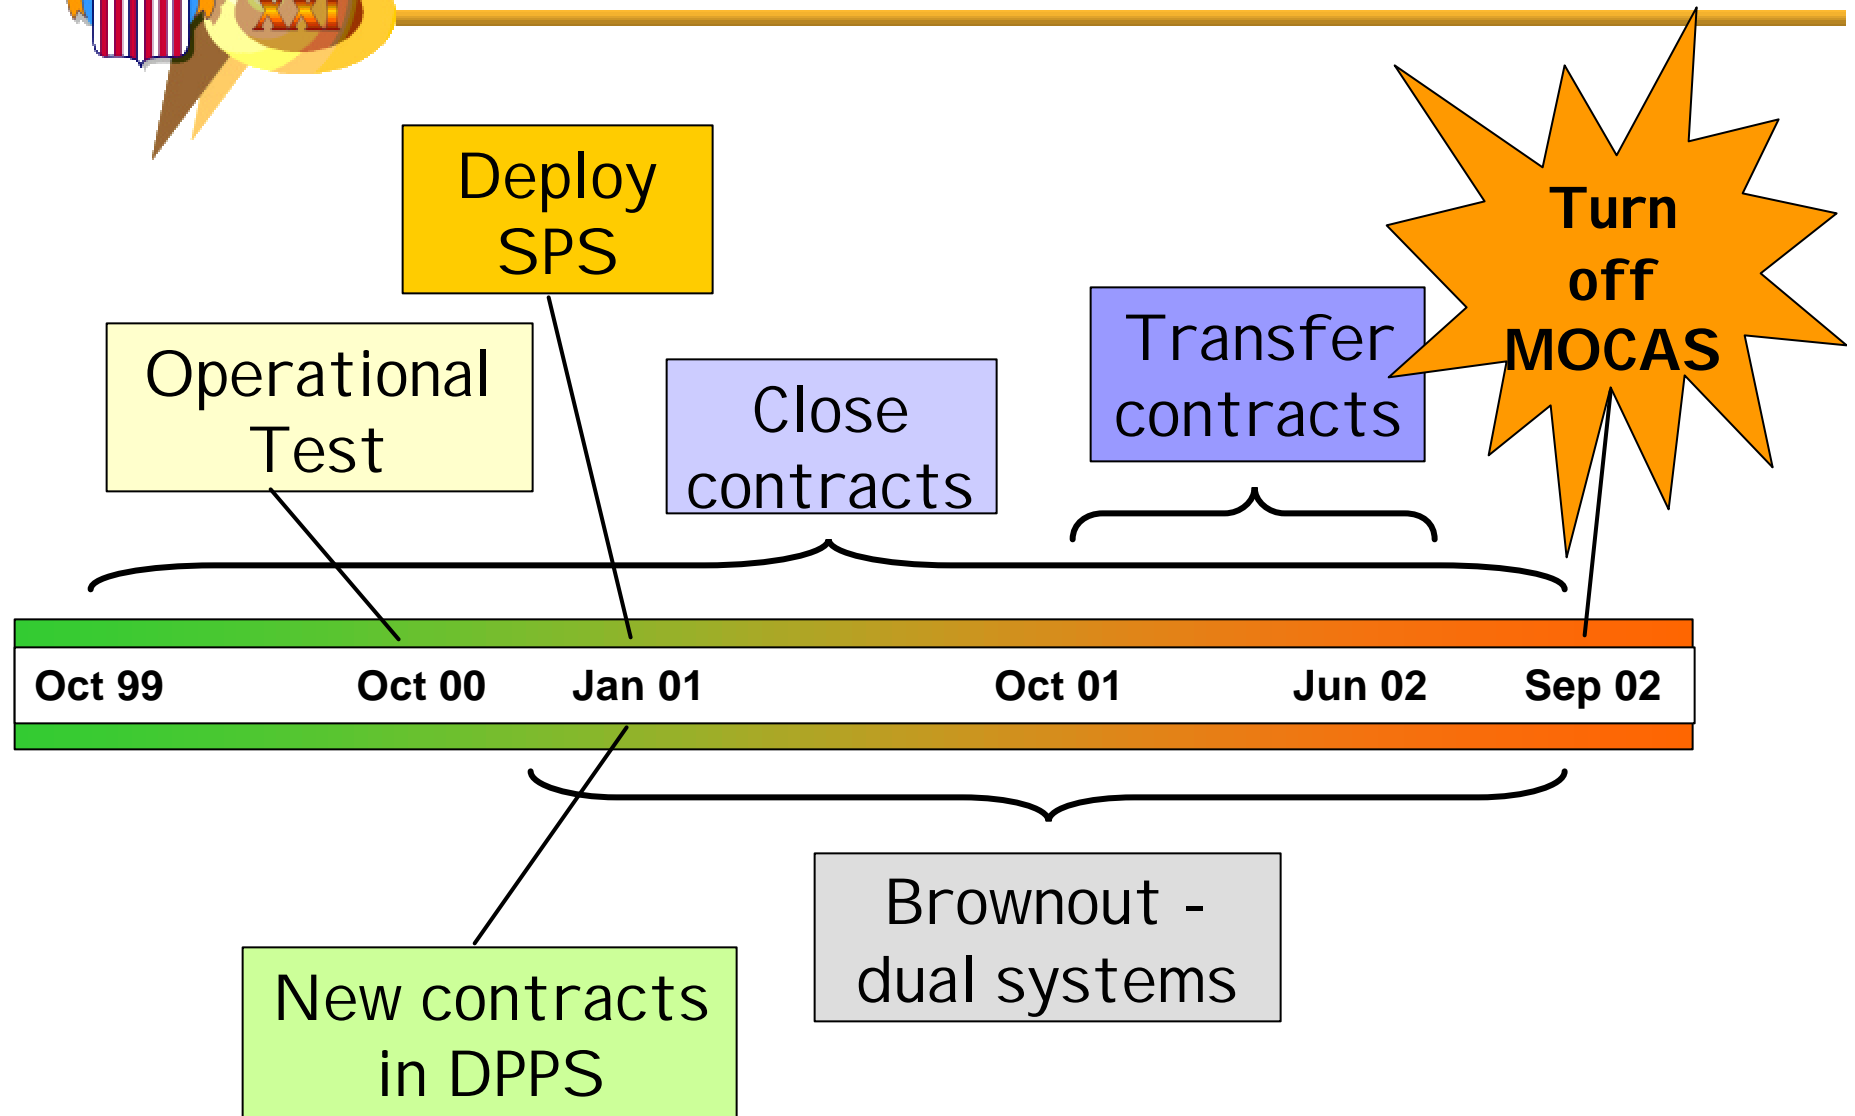 XXI
Deploy
SPS
Turn
off
MOCAS
Transfer
contracts
Operational
Test
Close
contracts
Oct 99
Oct 00
Jan 01
Oct 01
Jun 02
Sep 02
Brownout -
dual systems
New contracts
in DPPS